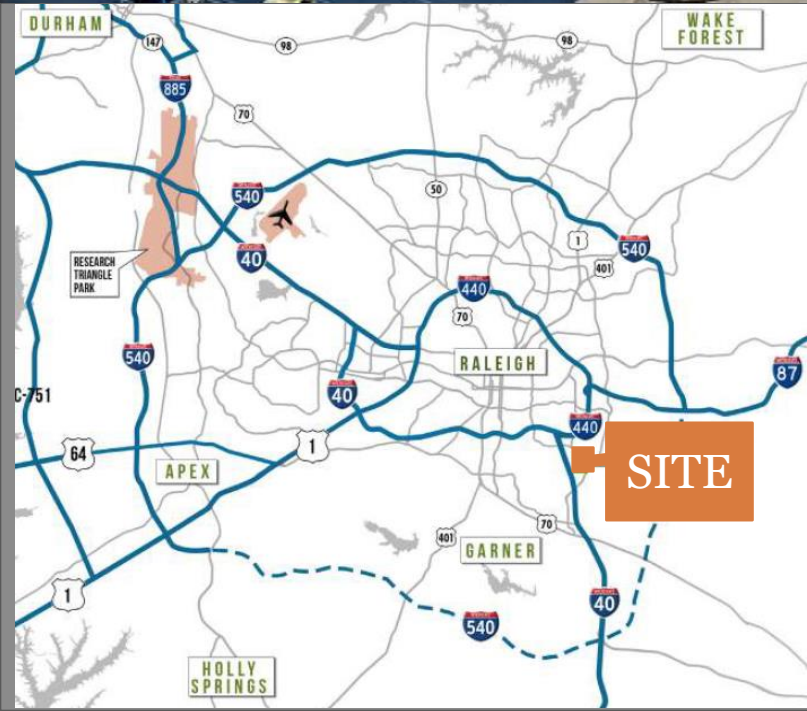 DURHAM
WAKE
FOREST
147
98
98
885
70
540
50
1
540
40
401
RESEARCH
TRIANGLE
PARK
440
70
540
RALEIGH
87
40
C-751
440
1
64
SITE
APEX
70
401
GARNER
1
40
540
HOLLY
SPRINGS